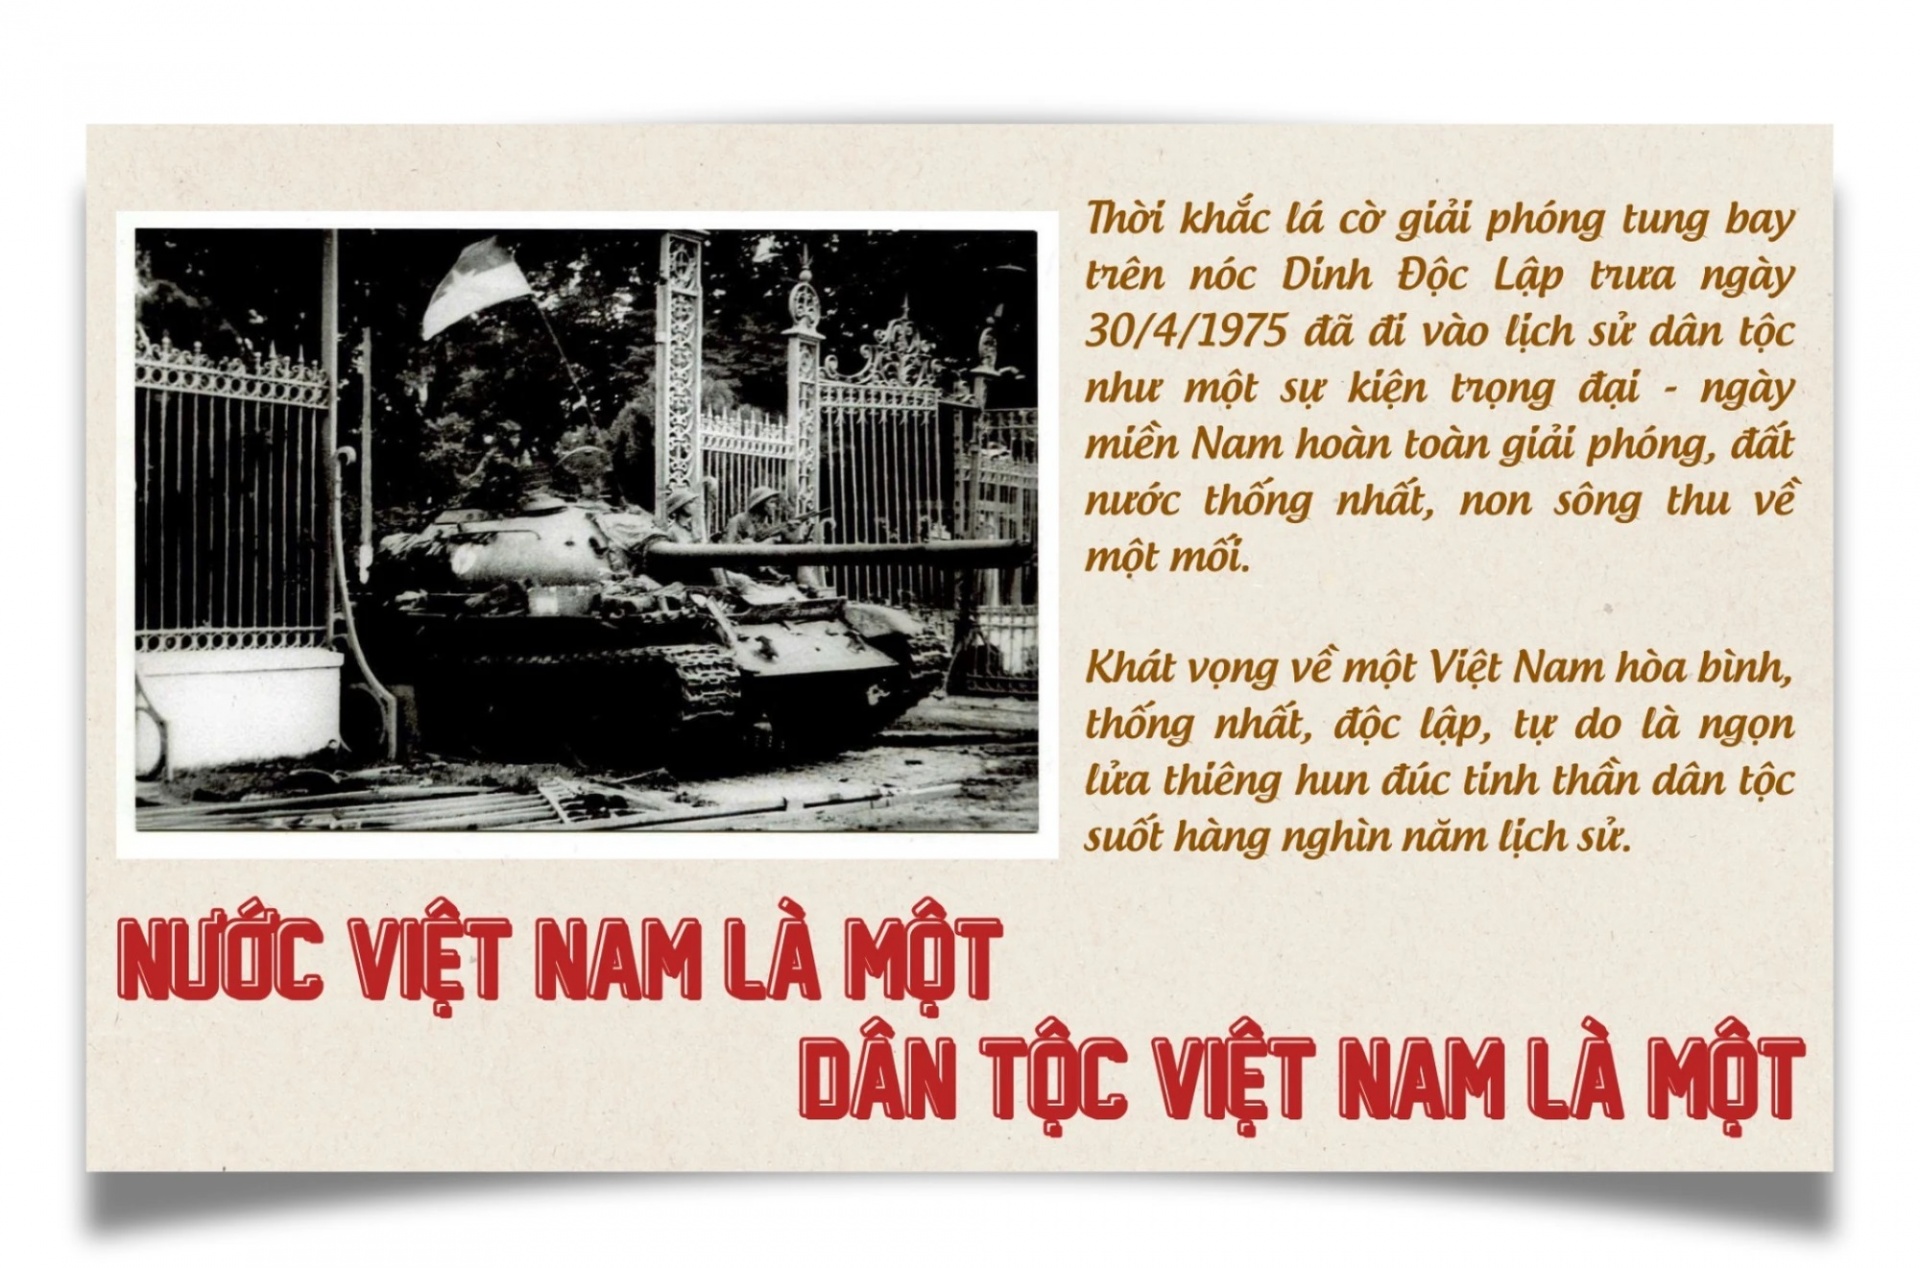 Thời khắc lá cờ giải phóng tung bay
trên nóc Dinh Độc Lập trưa ngày
30/4/1975 đã đi vào lịch sử dân tộc
như một sự kiện trọng đại - ngày
miền Nam hoàn toàn giải phóng, đất
nước thống nhất, non sông thu về
một mối.
Khát vọng về một Việt Nam hòa bình,
thống nhất, độc lập, tự do là ngọn
lửa thiêng hun đúc tinh thần dân tộc
suốt hàng nghìn năm lịch sử.
NƯỚC VIỆT NAM LÀ MỘT
DÂN TỘC VIỆT NAM LÀ MỘT